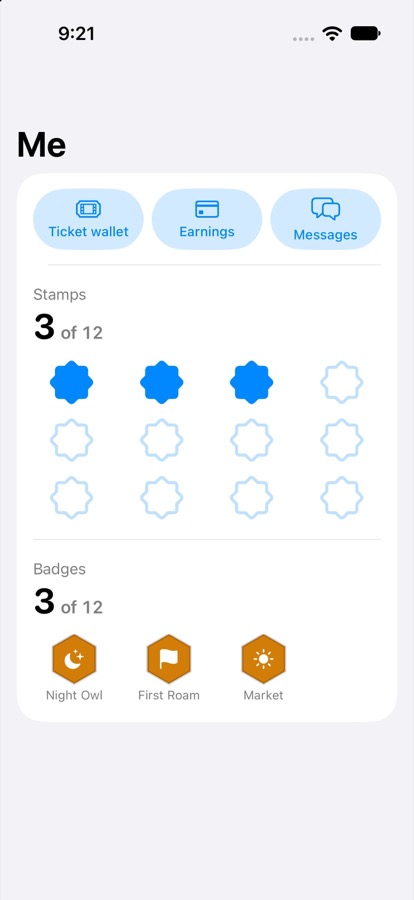 9:21
Me
Ticket wallet
Earnings
Messages
Stamps
3 of 12
Badges
3 of 12
Night Owl
First Roam
Market